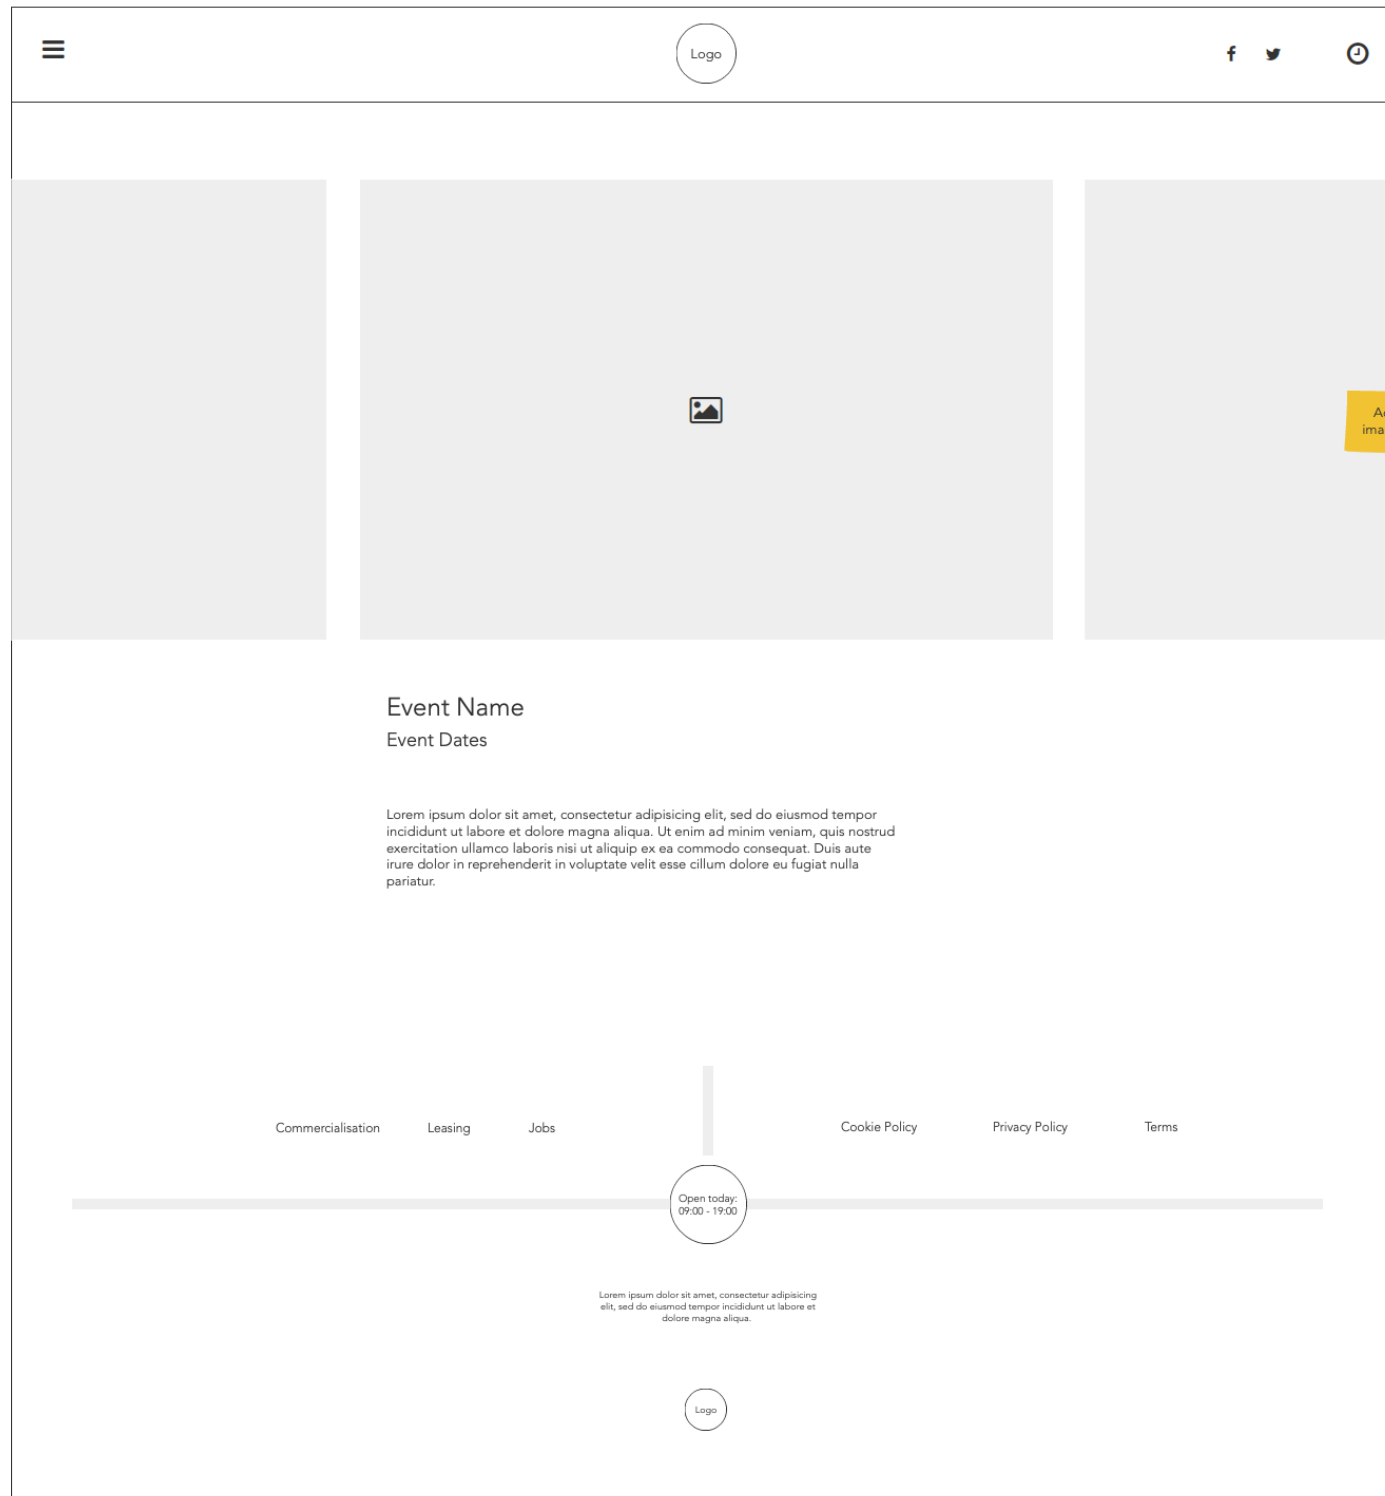 Logo
Event Name
Event Dates
Lorem ipsum dolor sit amet, consectetur adipisicing elit, sed do eiusmod tempor
incididunt ut labore et dolore magna aliqua. Ut enim ad minim veniam, quis nostrud
exercitation ullamco laboris nisi ut aliquip ex ea commodo consequat. Duis aute
irure dolor in reprehenderit in voluptate velit esse cillum dolore eu fugiat nulla
pariatur.
Commercialisation Leasing Jobs Cookie Policy Privacy Policy Terms
Open today:
09:00 - 19:00
Lorem ipsum dolor sit amet, consectetur adipisicing
elit, sed do eiusmod tempor incididunt ut labore et
dolore magna aliqua.
Logo